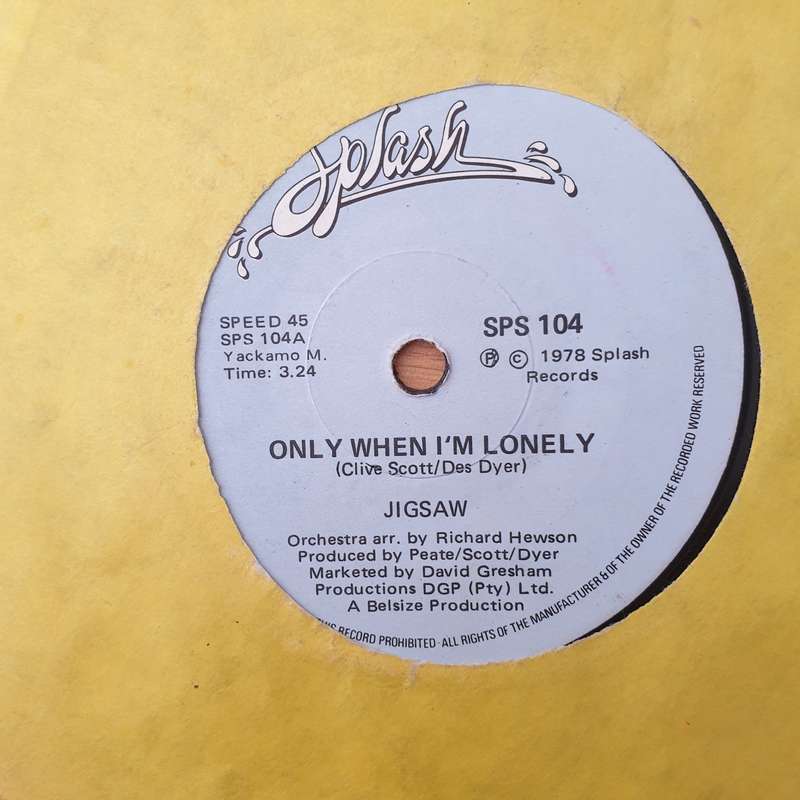 Splash
SPEED 45
SPS 104A
Yackamo M.
Time: 3.24
SPS 104
Ⓟ © 1978 Splash
Records
ONLY WHEN I'M LONELY
(Clive Scott/Des Dyer)
JIGSAW
Orchestra arr. by Richard Hewson
Produced by Peate/Scott/Dyer
Marketed by David Gresham
Productions DGP (Pty) Ltd.
A Belsize Production
RECORD PROHIBITED · ALL RIGHTS OF THE MANUFACTURER & OF THE OWNER OF THE RECORDED WORK RESERVED